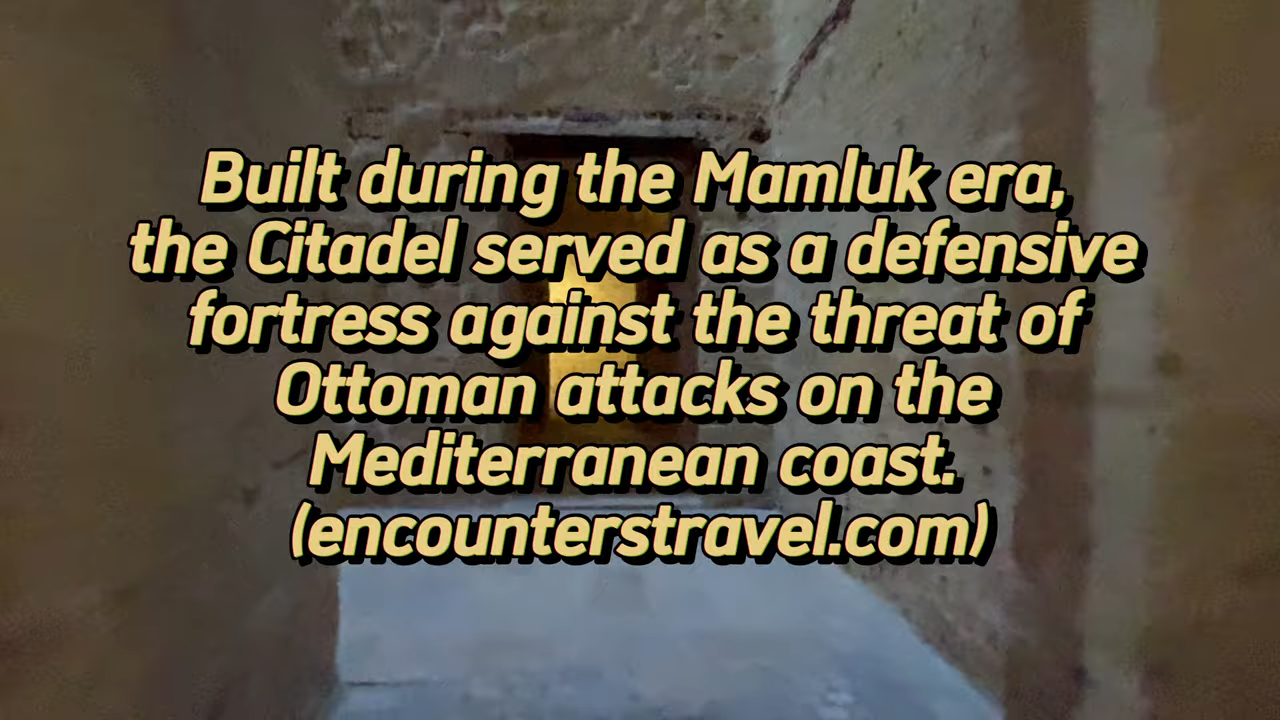 Built during the Mamluk era,
the Citadel served as a defensive
fortress against the threat of
Ottoman attacks on the
Mediterranean coast.
(encounterstravel.com)